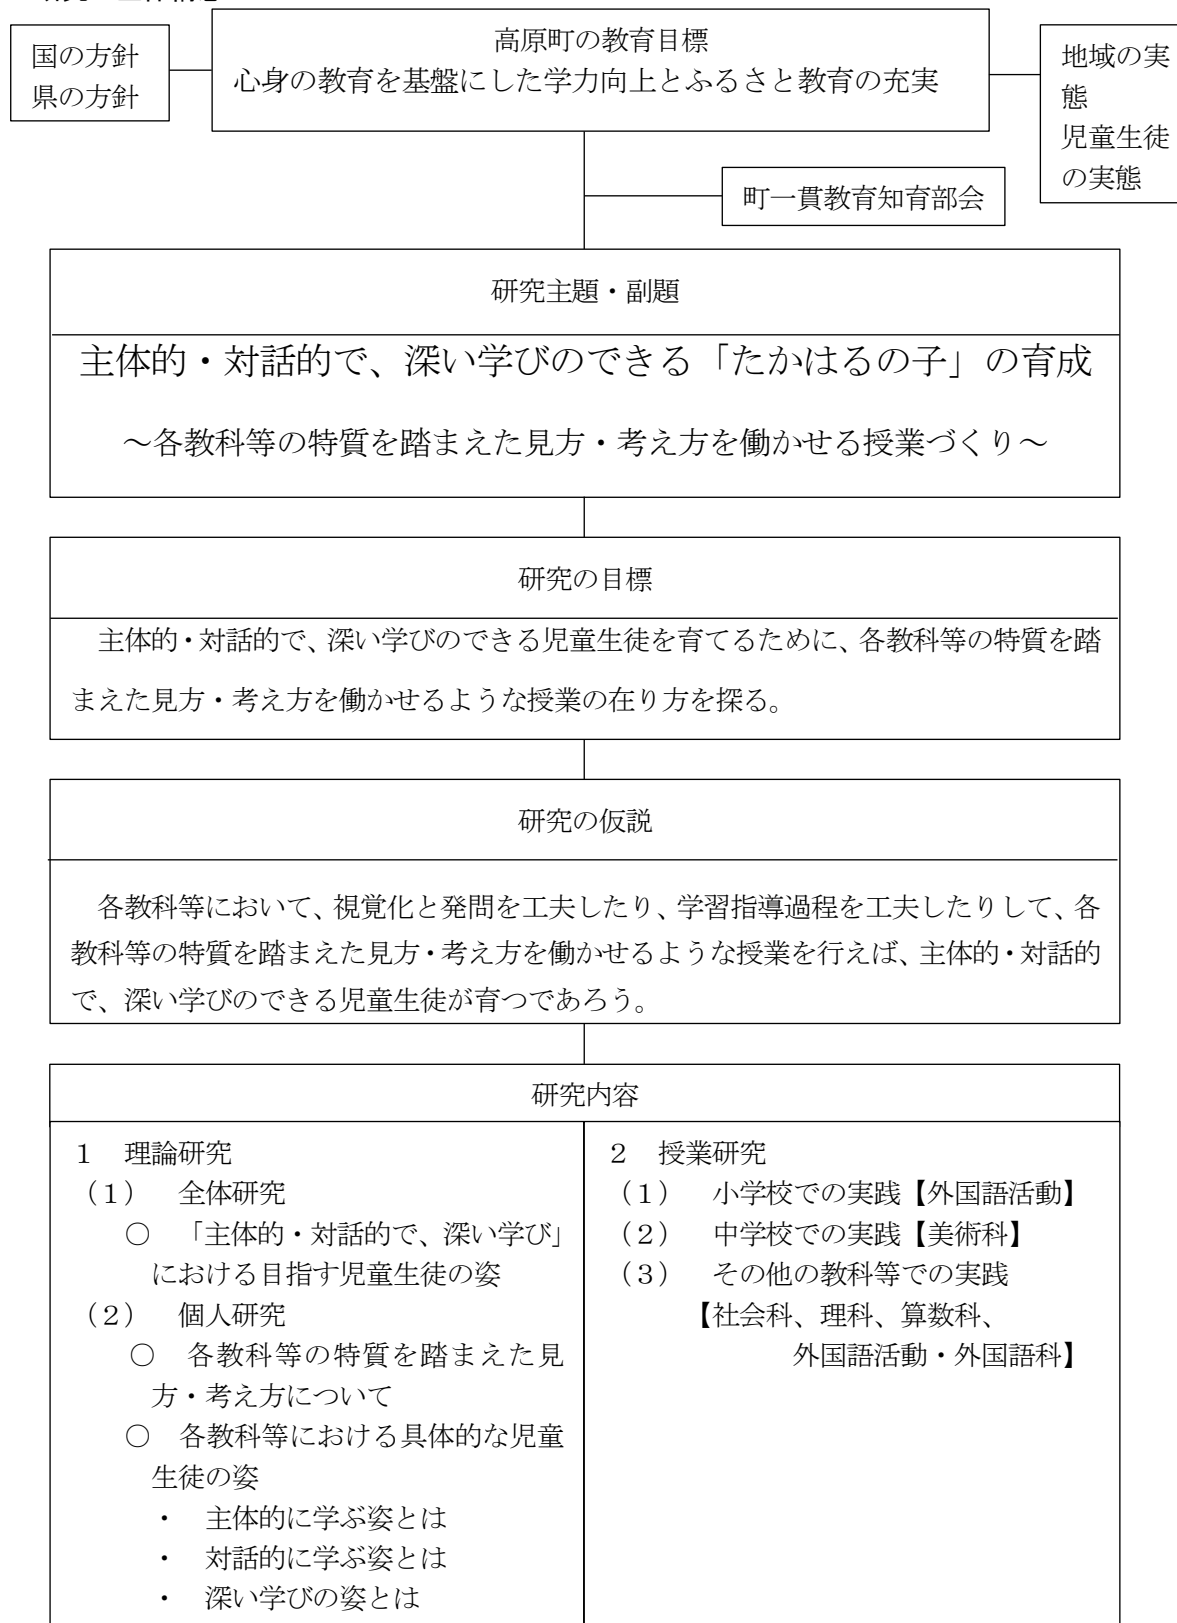 国の方針
県の方針
高原町の教育目標
心身の教育を基盤にした学力向上とふるさと教育の充実
地域の実
態
児童生徒
の実態
町一貫教育知育部会
研究主題・副題
主体的・対話的で、深い学びのできる「たかはるの子」の育成
～各教科等の特質を踏まえた見方・考え方を働かせる授業づくり～
研究の目標
主体的・対話的で、深い学びのできる児童生徒を育てるために、各教科等の特質を踏
まえた見方・考え方を働かせるような授業の在り方を探る。
研究の仮説
各教科等において、視覚化と発問を工夫したり、学習指導過程を工夫したりして、各
教科等の特質を踏まえた見方・考え方を働かせるような授業を行えば、主体的・対話的
で、深い学びのできる児童生徒が育つであろう。
研究内容
１　理論研究
（１）　全体研究
○　「主体的・対話的で、深い学び」
における目指す児童生徒の姿
（２）　個人研究
○　各教科等の特質を踏まえた見
方・考え方について
○　各教科等における具体的な児童
生徒の姿
・　主体的に学ぶ姿とは
・　対話的に学ぶ姿とは
・　深い学びの姿とは
２　授業研究
（１）　小学校での実践【外国語活動】
（２）　中学校での実践【美術科】
（３）　その他の教科等での実践
【社会科、理科、算数科、
外国語活動・外国語科】